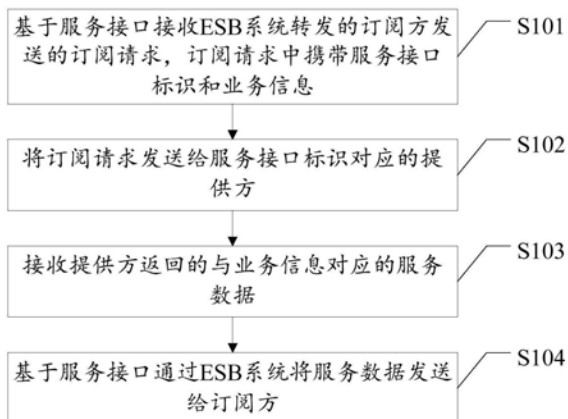 基于服务接口接收ESB系统转发的订阅方发
送的订阅请求，订阅请求中携带服务接口
标识和业务信息
S101
将订阅请求发送给服务接口标识对应的提
供方
S102
接收提供方返回的与业务信息对应的服务
数据
S103
基于服务接口通过ESB系统将服务数据发送
给订阅方
S104